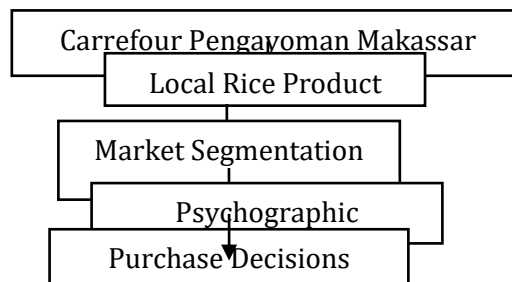 Carrefour Pengayoman Makassar
Local Rice Product
Market Segmentation
Psychographic
Purchase Decisions